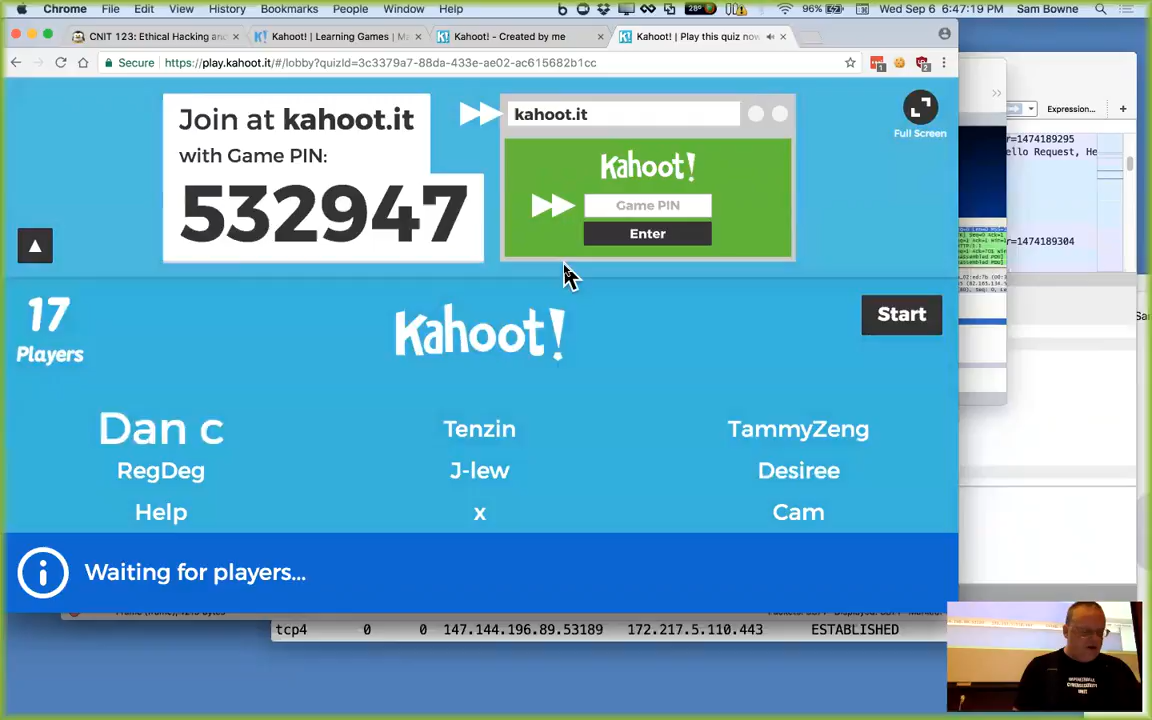 Chrome File Edit View History Bookmarks People Window Help 28° 96% Wed Sep 6 6:47:19 PM Sam Bowne
CNIT 123: Ethical Hacking an
Kahoot! | Learning Games | M
Kahoot! - Created by me
Kahoot! | Play this quiz now
Secure https://play.kahoot.it/#/lobby?quizId=3c3379a7-88da-433e-ae02-ac615682b1cc
Join at kahoot.it
with Game PIN:
532947
kahoot.it
Kahoot!
Game PIN
Enter
Full Screen
Expression...
r=1474189295
ello Request, He
r=1474189304
17
Players
Kahoot!
Start
Dan c
Tenzin
TammyZeng
RegDeg
J-lew
Desiree
Help
x
Cam
Waiting for players...
tcp4 0 0 147.144.196.89.53189 172.217.5.110.443 ESTABLISHED